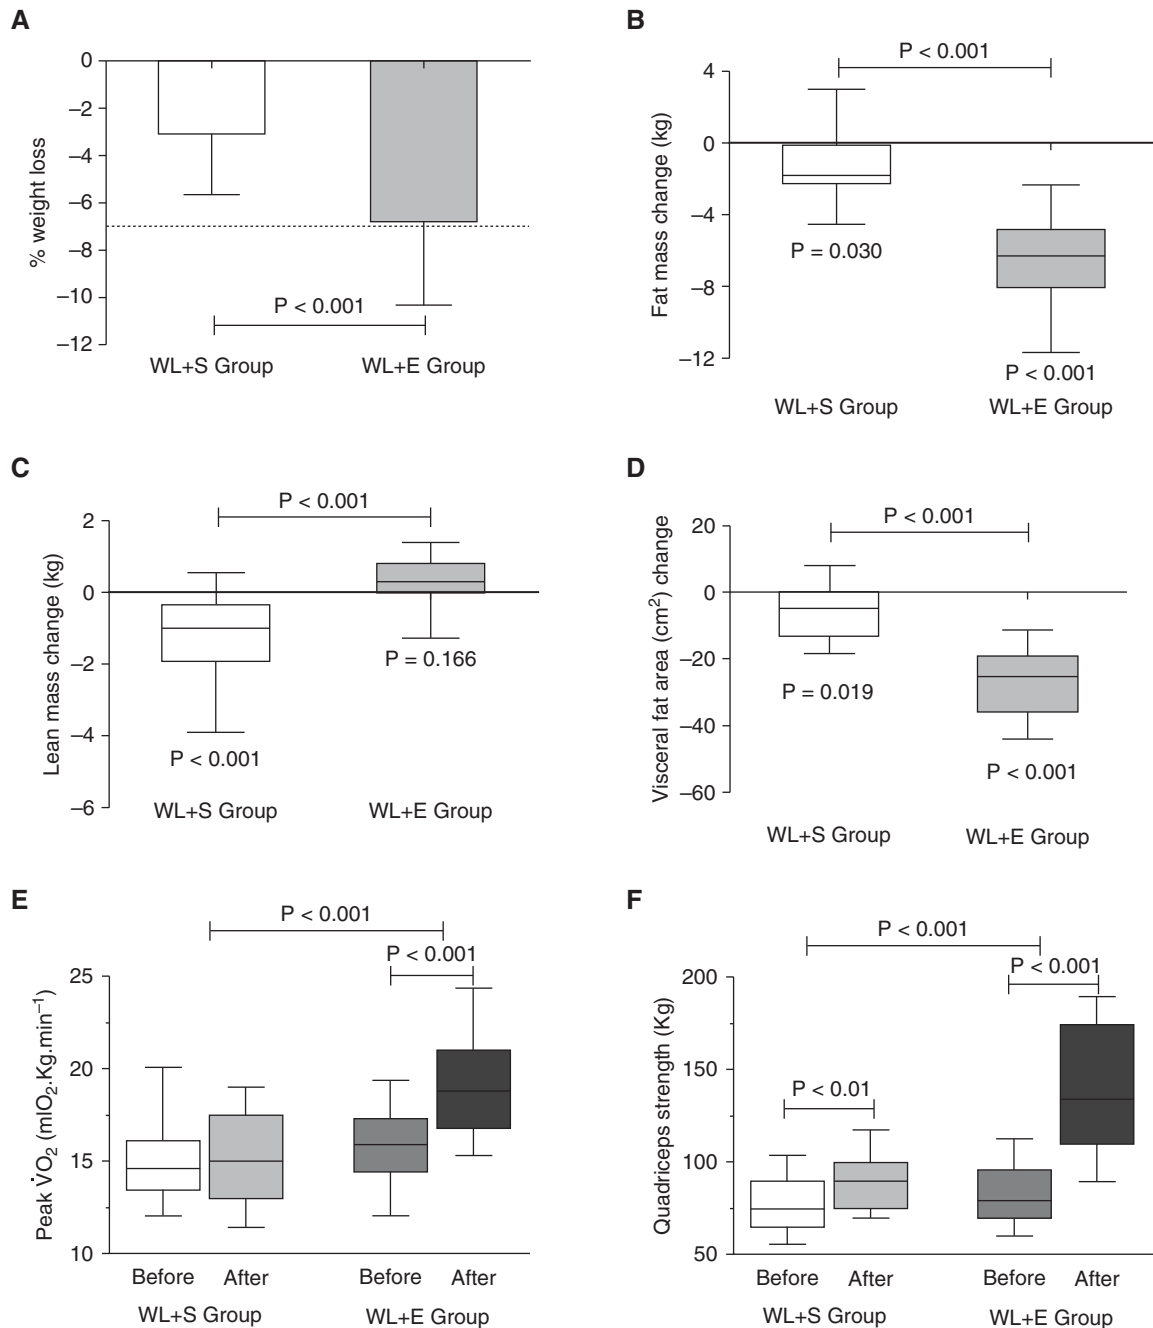 A
% weight loss
0
–2
–4
–6
–8
–10
–12
P < 0.001
WL+S Group
WL+E Group
B
Fat mass change (kg)
P < 0.001
4
0
–4
–8
–12
P = 0.030
P < 0.001
WL+S Group
WL+E Group
C
Lean mass change (kg)
P < 0.001
2
0
–2
–4
–6
P = 0.166
P < 0.001
WL+S Group
WL+E Group
D
Visceral fat area (cm²) change
P < 0.001
20
0
–20
–40
–60
P = 0.019
P < 0.001
WL+S Group
WL+E Group
E
Peak V̇O₂ (mlO₂.Kg.min⁻¹)
P < 0.001
P < 0.001
25
20
15
10
Before
After
Before
After
WL+S Group
WL+E Group
F
Quadriceps strength (Kg)
P < 0.001
P < 0.001
P < 0.01
200
150
100
50
Before
After
Before
After
WL+S Group
WL+E Group